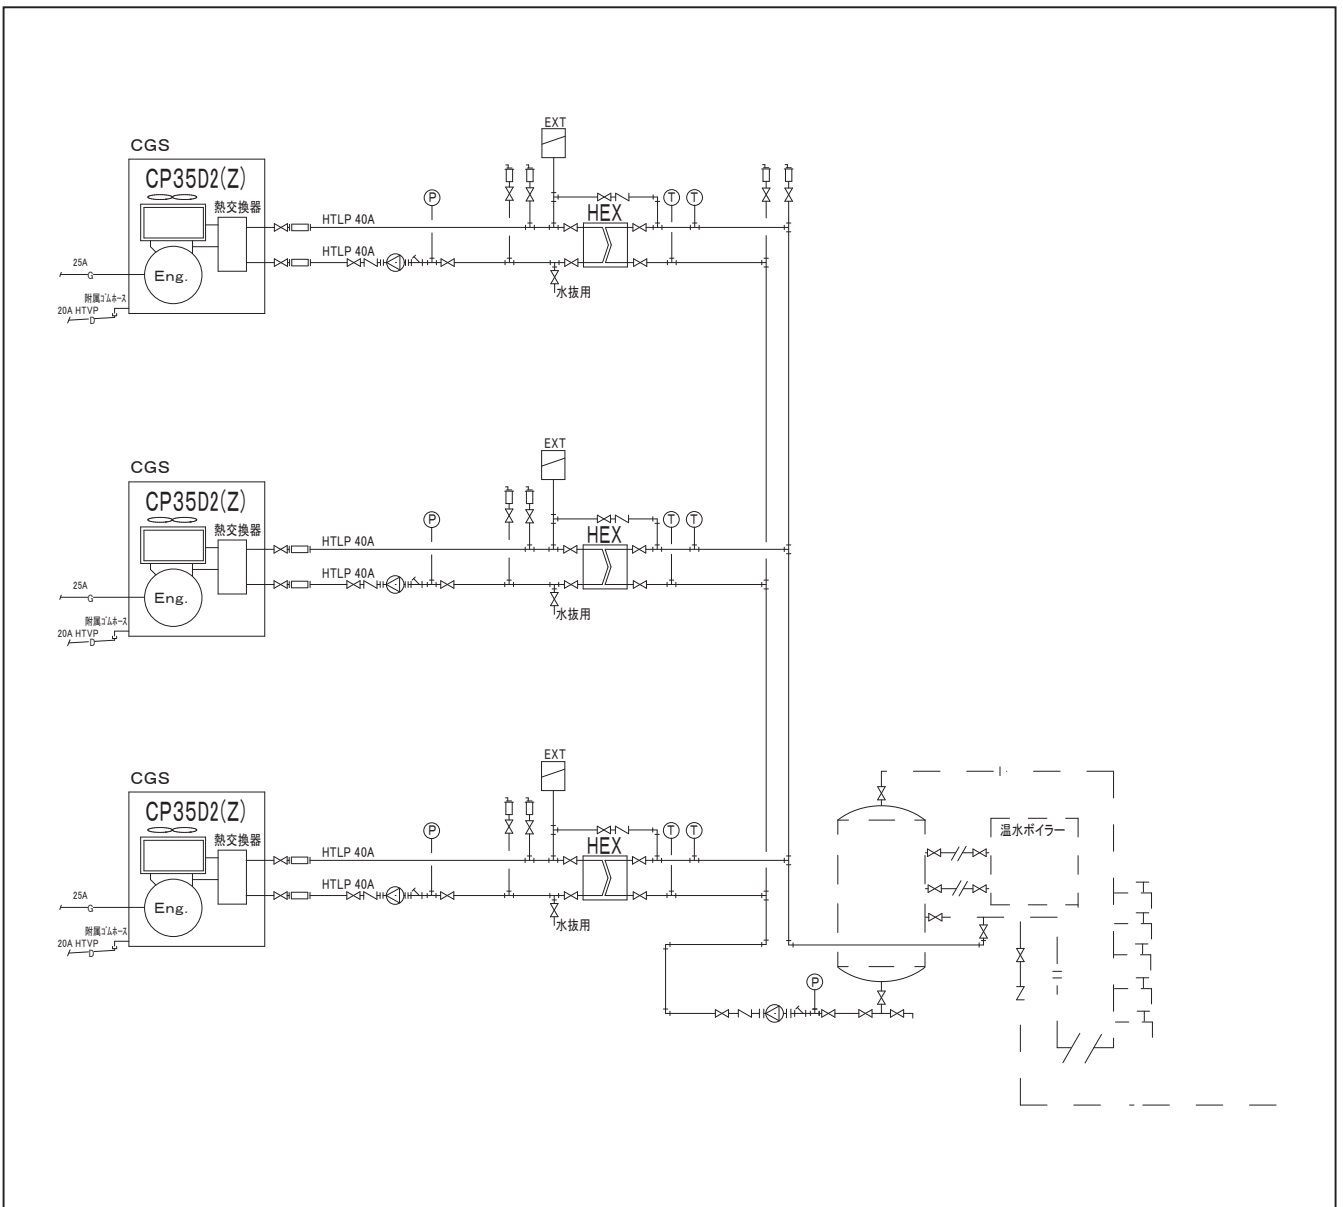 CGS
CP35D2(Z)
熱交換器
Eng.
25A
G
附属ゴムホース
20A HTVP
D
HTLP 40A
HTLP 40A
P
EXT
HEX
T
T
水抜用
CGS
CP35D2(Z)
熱交換器
Eng.
25A
G
附属ゴムホース
20A HTVP
D
HTLP 40A
HTLP 40A
P
EXT
HEX
T
T
水抜用
CGS
CP35D2(Z)
熱交換器
Eng.
25A
G
附属ゴムホース
20A HTVP
D
HTLP 40A
HTLP 40A
P
EXT
HEX
T
T
水抜用
温水ボイラー
P